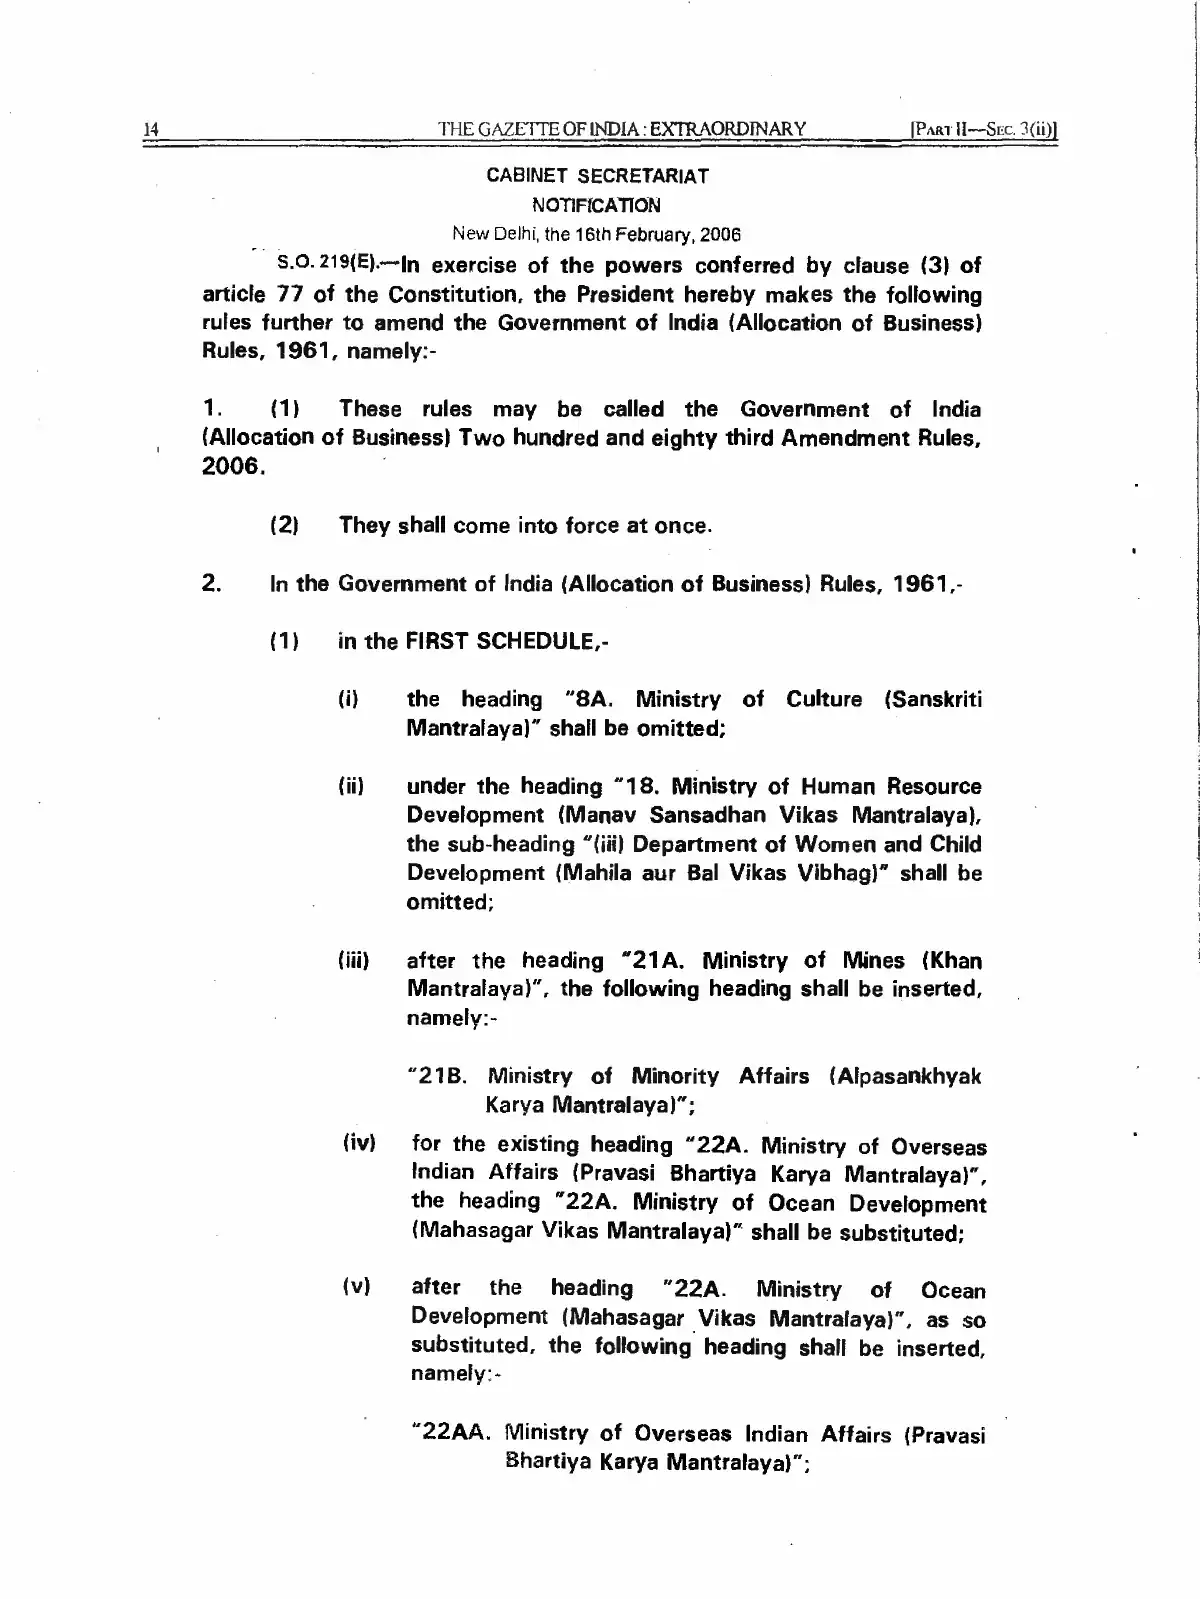 14 THE GAZETTE OF INDIA : EXTRAORDINARY [PART II—SEC. 3(ii)]
CABINET SECRETARIAT
NOTIFICATION
New Delhi, the 16th February, 2006
S.O. 219(E).—In exercise of the powers conferred by clause (3) of
article 77 of the Constitution, the President hereby makes the following
rules further to amend the Government of India (Allocation of Business)
Rules, 1961, namely:-
1. (1) These rules may be called the Government of India
(Allocation of Business) Two hundred and eighty third Amendment Rules,
2006.
(2) They shall come into force at once.
2. In the Government of India (Allocation of Business) Rules, 1961,-
(1) in the FIRST SCHEDULE,-
(i) the heading "8A. Ministry of Culture (Sanskriti
Mantralaya)" shall be omitted;
(ii) under the heading "18. Ministry of Human Resource
Development (Manav Sansadhan Vikas Mantralaya),
the sub-heading "(iii) Department of Women and Child
Development (Mahila aur Bal Vikas Vibhag)" shall be
omitted;
(iii) after the heading "21A. Ministry of Mines (Khan
Mantralaya)", the following heading shall be inserted,
namely:-
"21B. Ministry of Minority Affairs (Alpasankhyak
Karya Mantralaya)";
(iv) for the existing heading "22A. Ministry of Overseas
Indian Affairs (Pravasi Bhartiya Karya Mantralaya)",
the heading "22A. Ministry of Ocean Development
(Mahasagar Vikas Mantralaya)" shall be substituted;
(v) after the heading "22A. Ministry of Ocean
Development (Mahasagar Vikas Mantralaya)", as so
substituted, the following heading shall be inserted,
namely:-
"22AA. Ministry of Overseas Indian Affairs (Pravasi
Bhartiya Karya Mantralaya)";